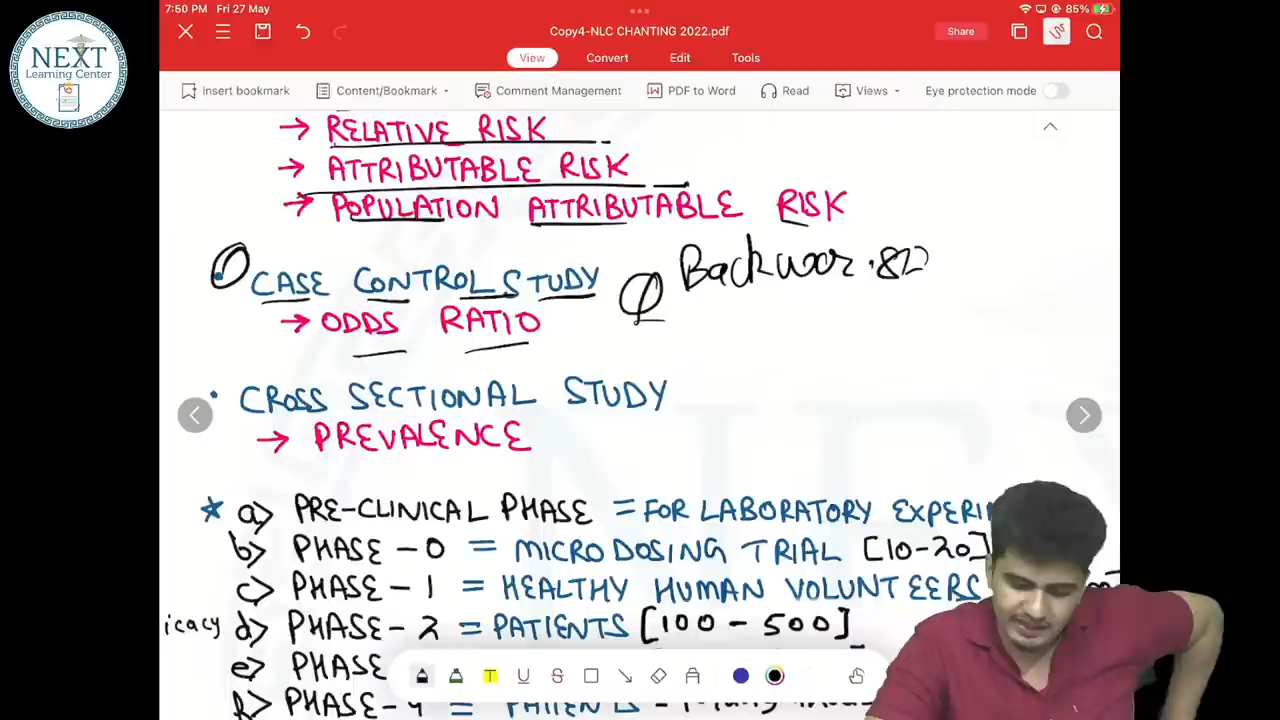 7:50 PM Fri 27 May
85%
NEXT
Learning Center
Copy4-NLC CHANTING 2022.pdf
Share
View Convert Edit Tools
Insert bookmark Content/Bookmark Comment Management PDF to Word Read Views Eye protection mode
→ RELATIVE RISK
→ ATTRIBUTABLE RISK
→ POPULATION ATTRIBUTABLE RISK
CASE CONTROL STUDY
→ ODDS RATIO
• CROSS SECTIONAL STUDY
→ PREVALENCE
* a) PRE-CLINICAL PHASE = FOR LABORATORY EXPERI
b) PHASE-0 = MICRODOSING TRIAL [10-20]
c) PHASE-1 = HEALTHY HUMAN VOLUNTEERS
icacy d) PHASE-2 = PATIENTS [100-500]
e) PHASE
PHASE-4 = PATIENTS